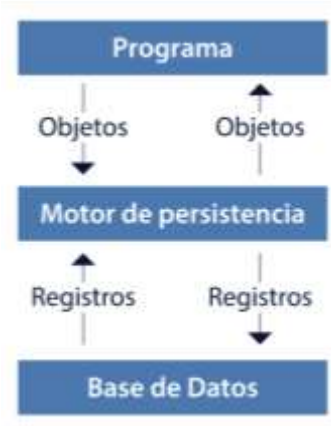 Programa
Objetos Objetos
Motor de persistencia
Registros Registros
Base de Datos